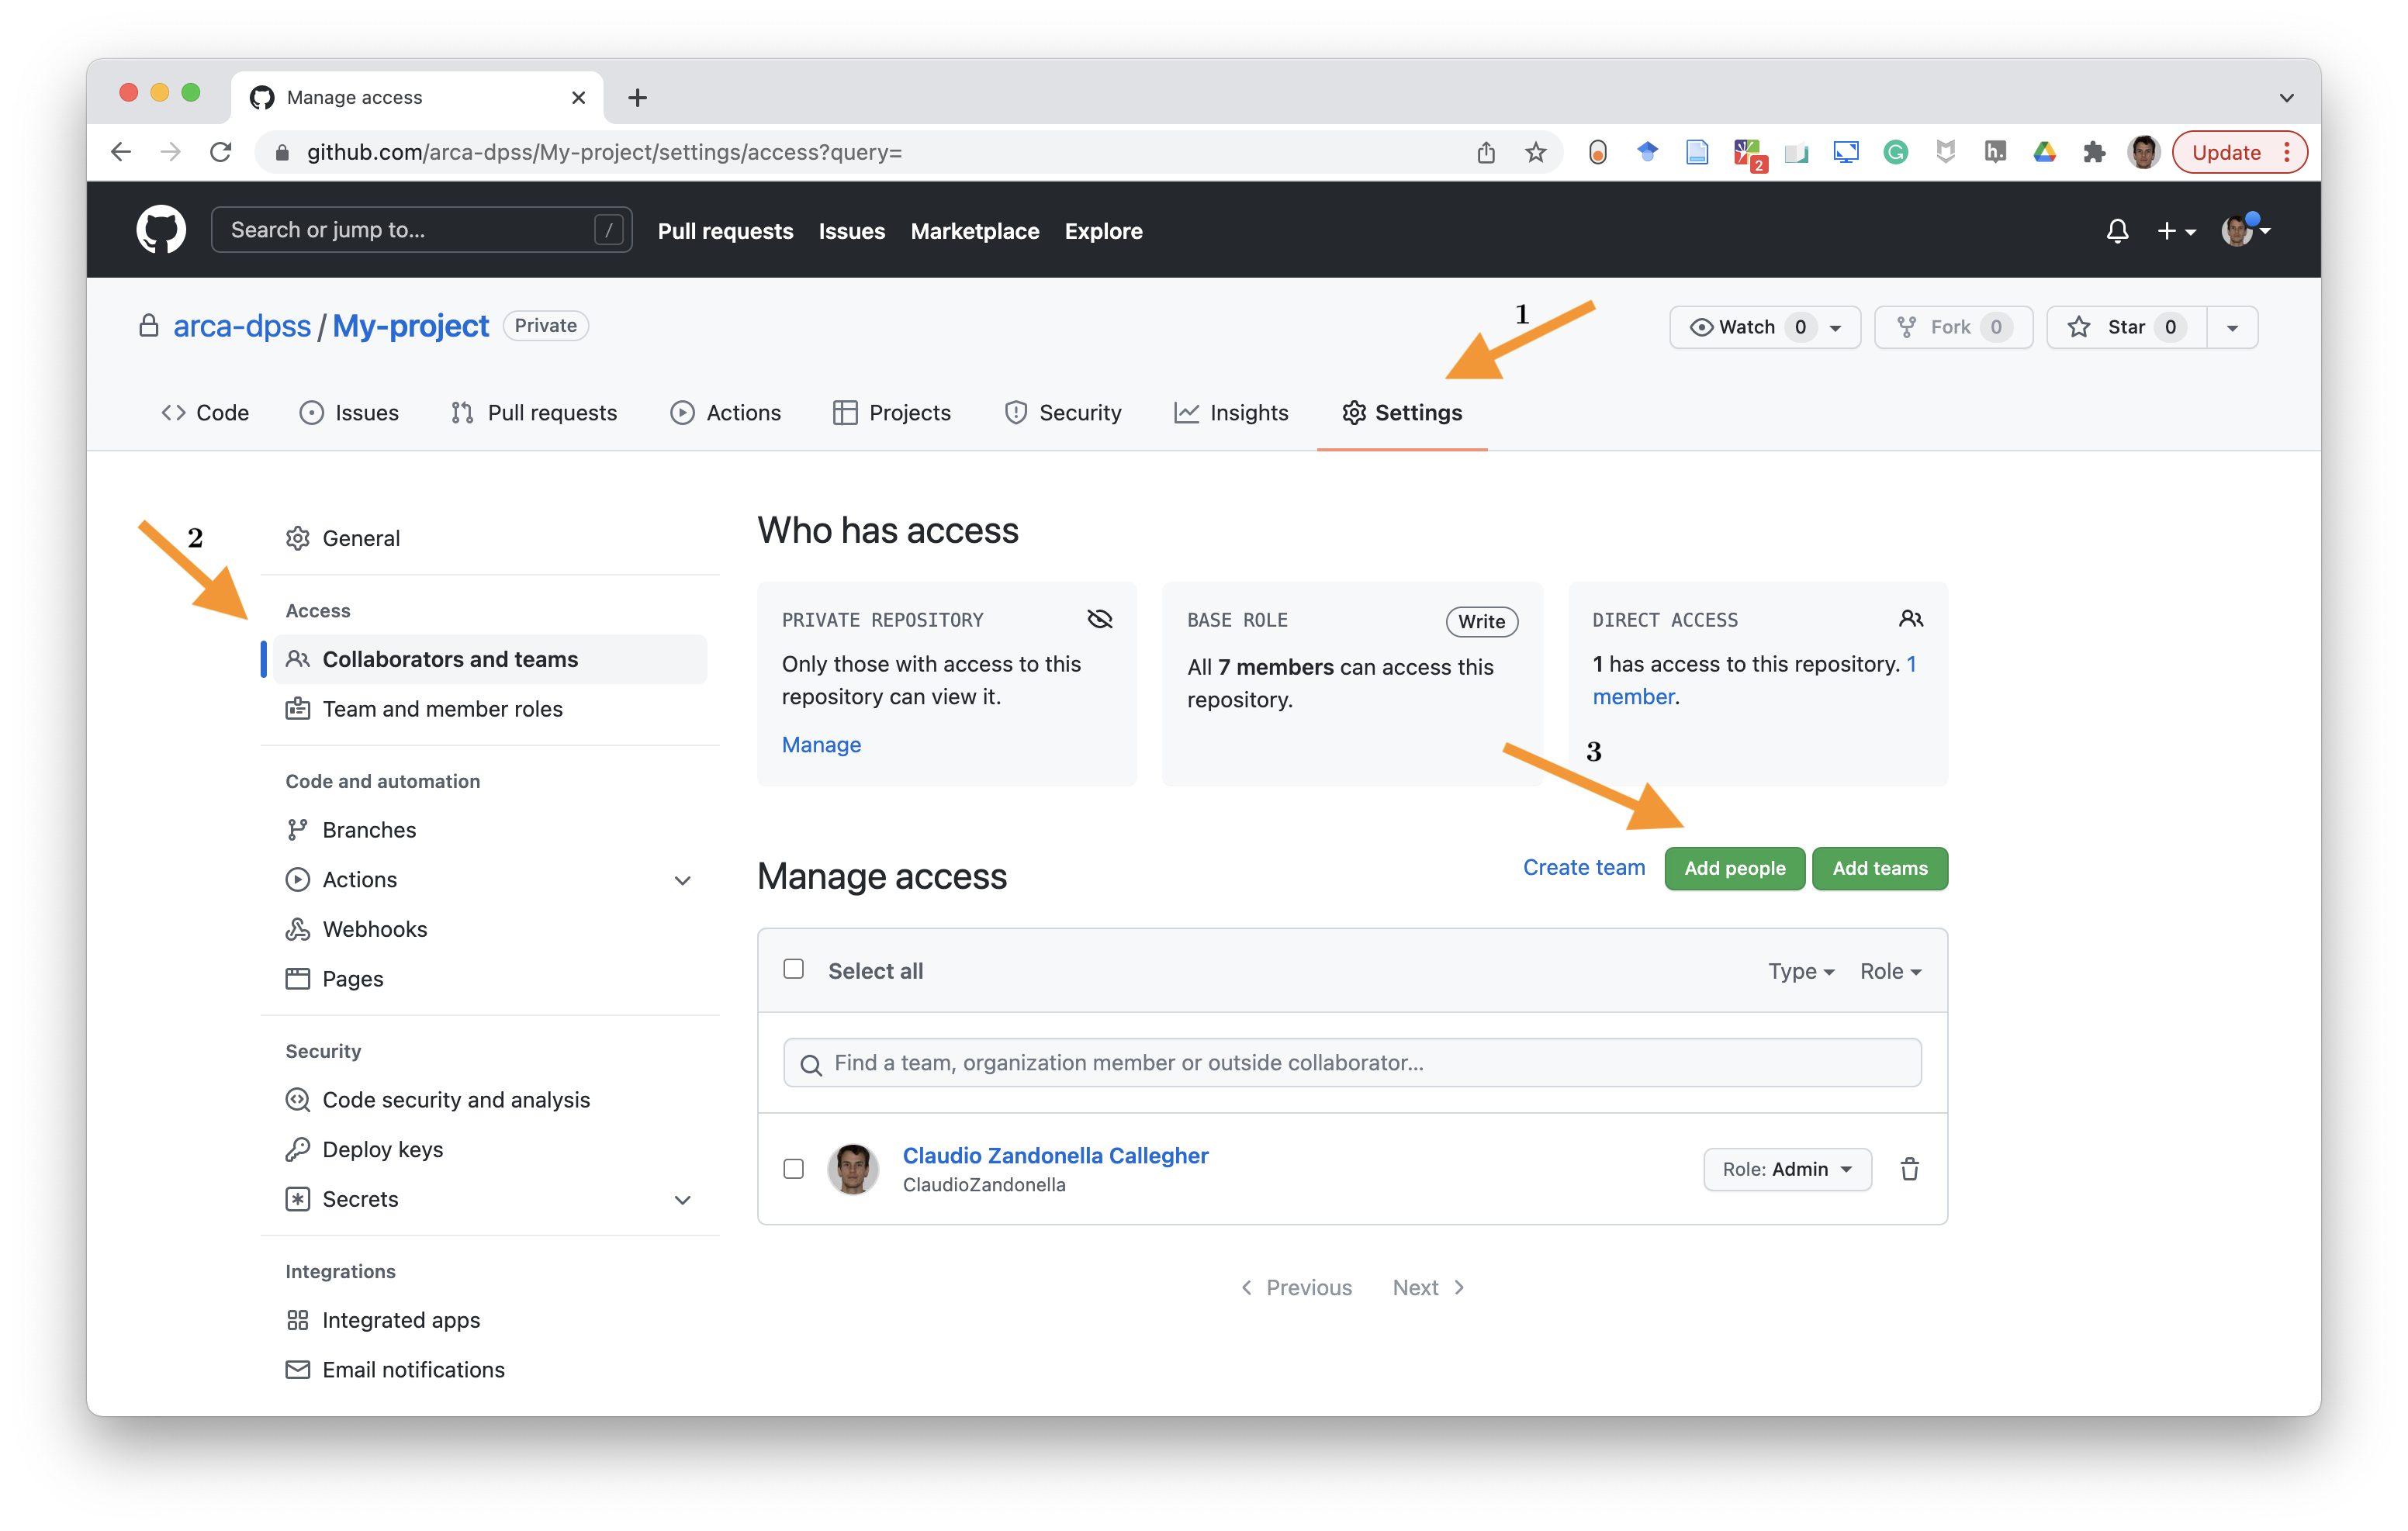 Manage access
github.com/arca-dpss/My-project/settings/access?query=
2
Update
Search or jump to...
/
Pull requests
Issues
Marketplace
Explore
arca-dpss / My-project
Private
1
Watch 0
Fork 0
Star 0
Code
Issues
Pull requests
Actions
Projects
Security
Insights
Settings
2
General
Access
Collaborators and teams
Team and member roles
Code and automation
Branches
Actions
Webhooks
Pages
Security
Code security and analysis
Deploy keys
Secrets
Integrations
Integrated apps
Email notifications
Who has access
PRIVATE REPOSITORY
Only those with access to this
repository can view it.
Manage
BASE ROLE
Write
All 7 members can access this
repository.
DIRECT ACCESS
1 has access to this repository. 1
member.
3
Manage access
Create team
Add people
Add teams
Select all
Type
Role
Find a team, organization member or outside collaborator...
Claudio Zandonella Callegher
ClaudioZandonella
Role: Admin
Previous
Next